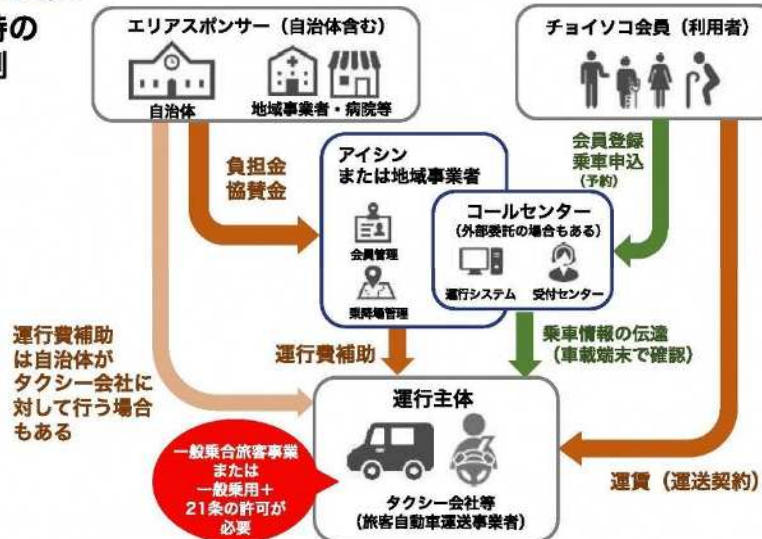 時の
エリアスポンサー（自治体含む）
自治体
地域事業者・病院等
チョイソコ会員（利用者）
負担金
協賛金
アイシン
または地域事業者
会員管理
乗降場管理
コールセンター
（外部委託の場合もある）
運行システム
受付センター
会員登録
乗車申込
（予約）
運行費補助
は自治体が
タクシー会社に
対して行う場合
もある
運行費補助
乗車情報の伝達
（車載端末で確認）
運行主体
タクシー会社等
（旅客自動車運送事業者）
一般乗合旅客事業
または
一般乗用＋
21条の許可が
必要
運賃（運送契約）